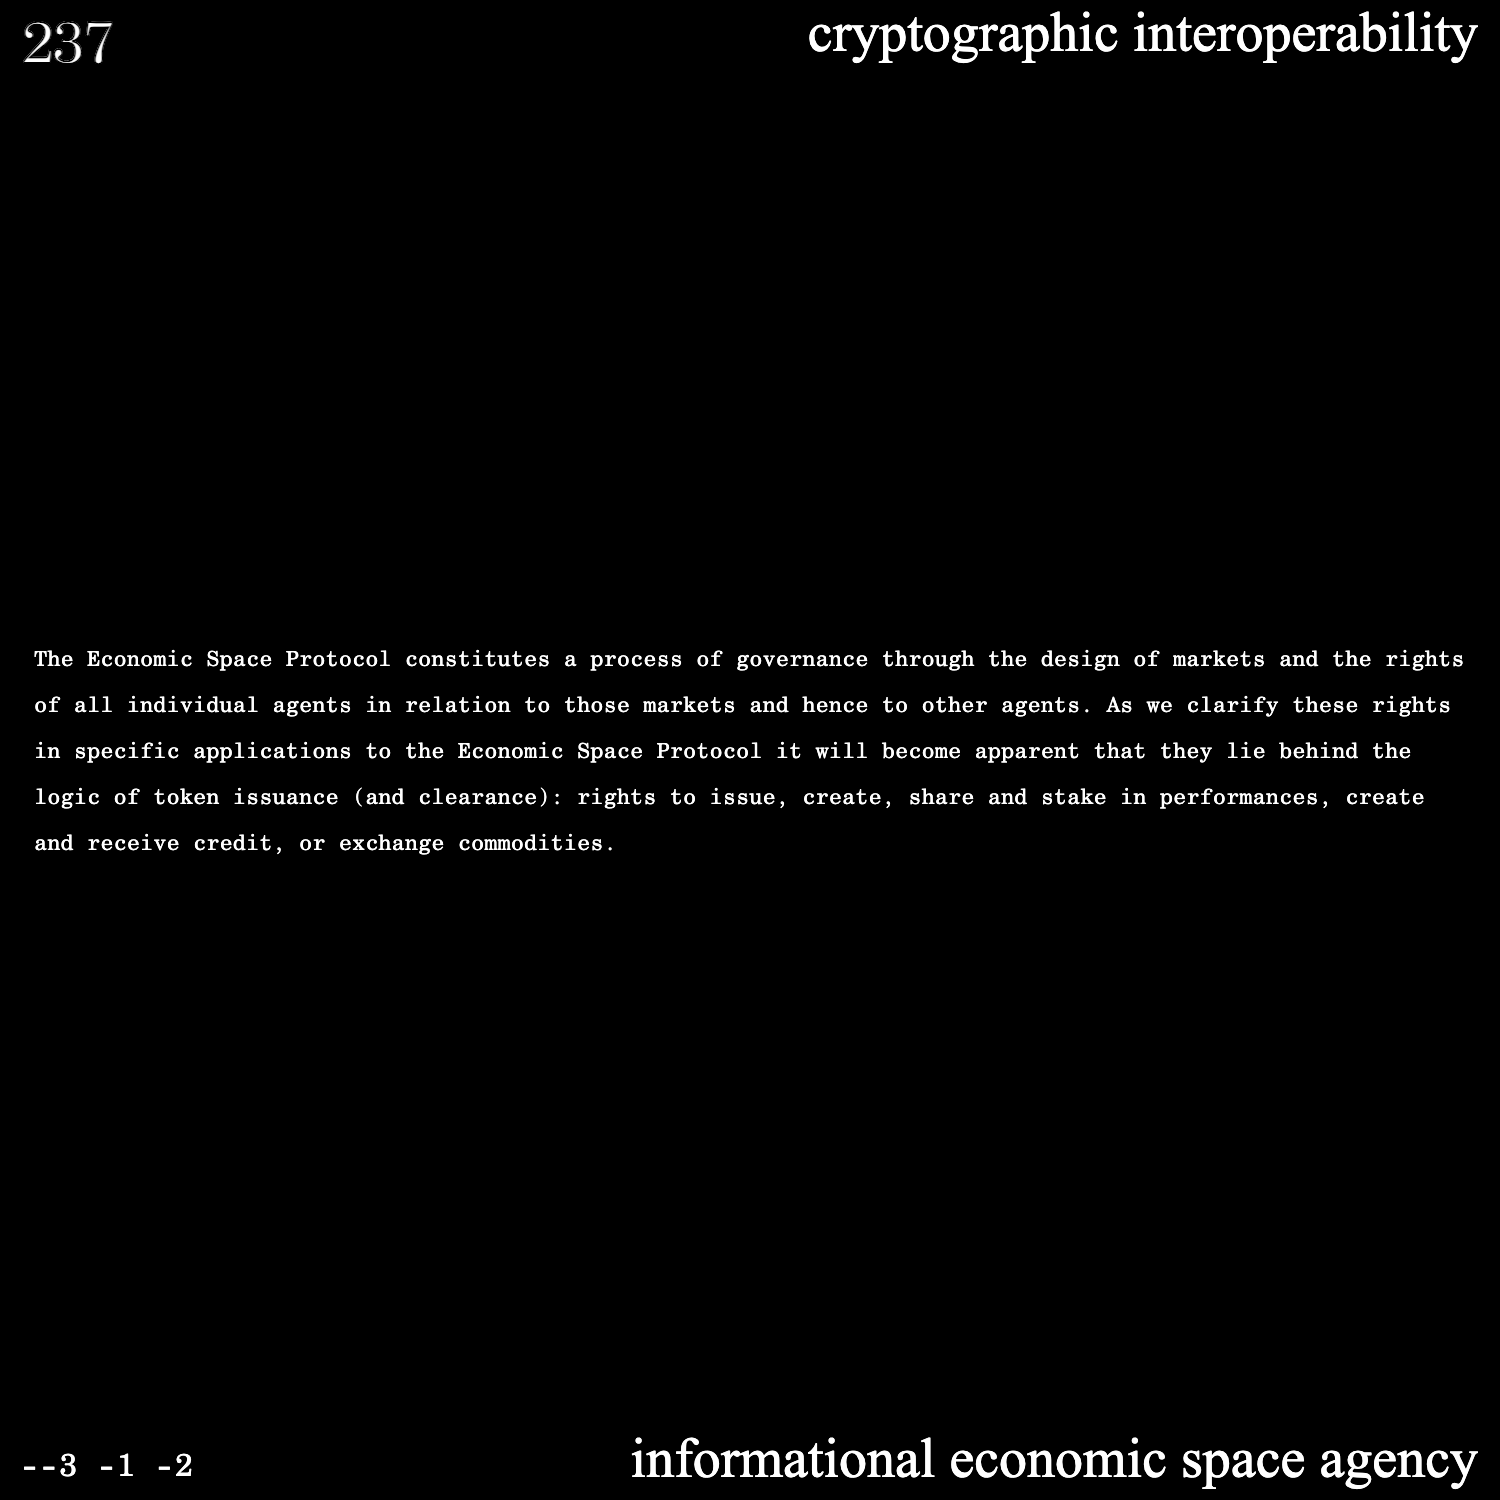 237
cryptographic interoperability
The Economic Space Protocol constitutes a process of governance through the design of markets and the rights
of all individual agents in relation to those markets and hence to other agents. As we clarify these rights
in specific applications to the Economic Space Protocol it will become apparent that they lie behind the
logic of token issuance (and clearance): rights to issue, create, share and stake in performances, create
and receive credit, or exchange commodities.
--3 -1 -2
informational economic space agency